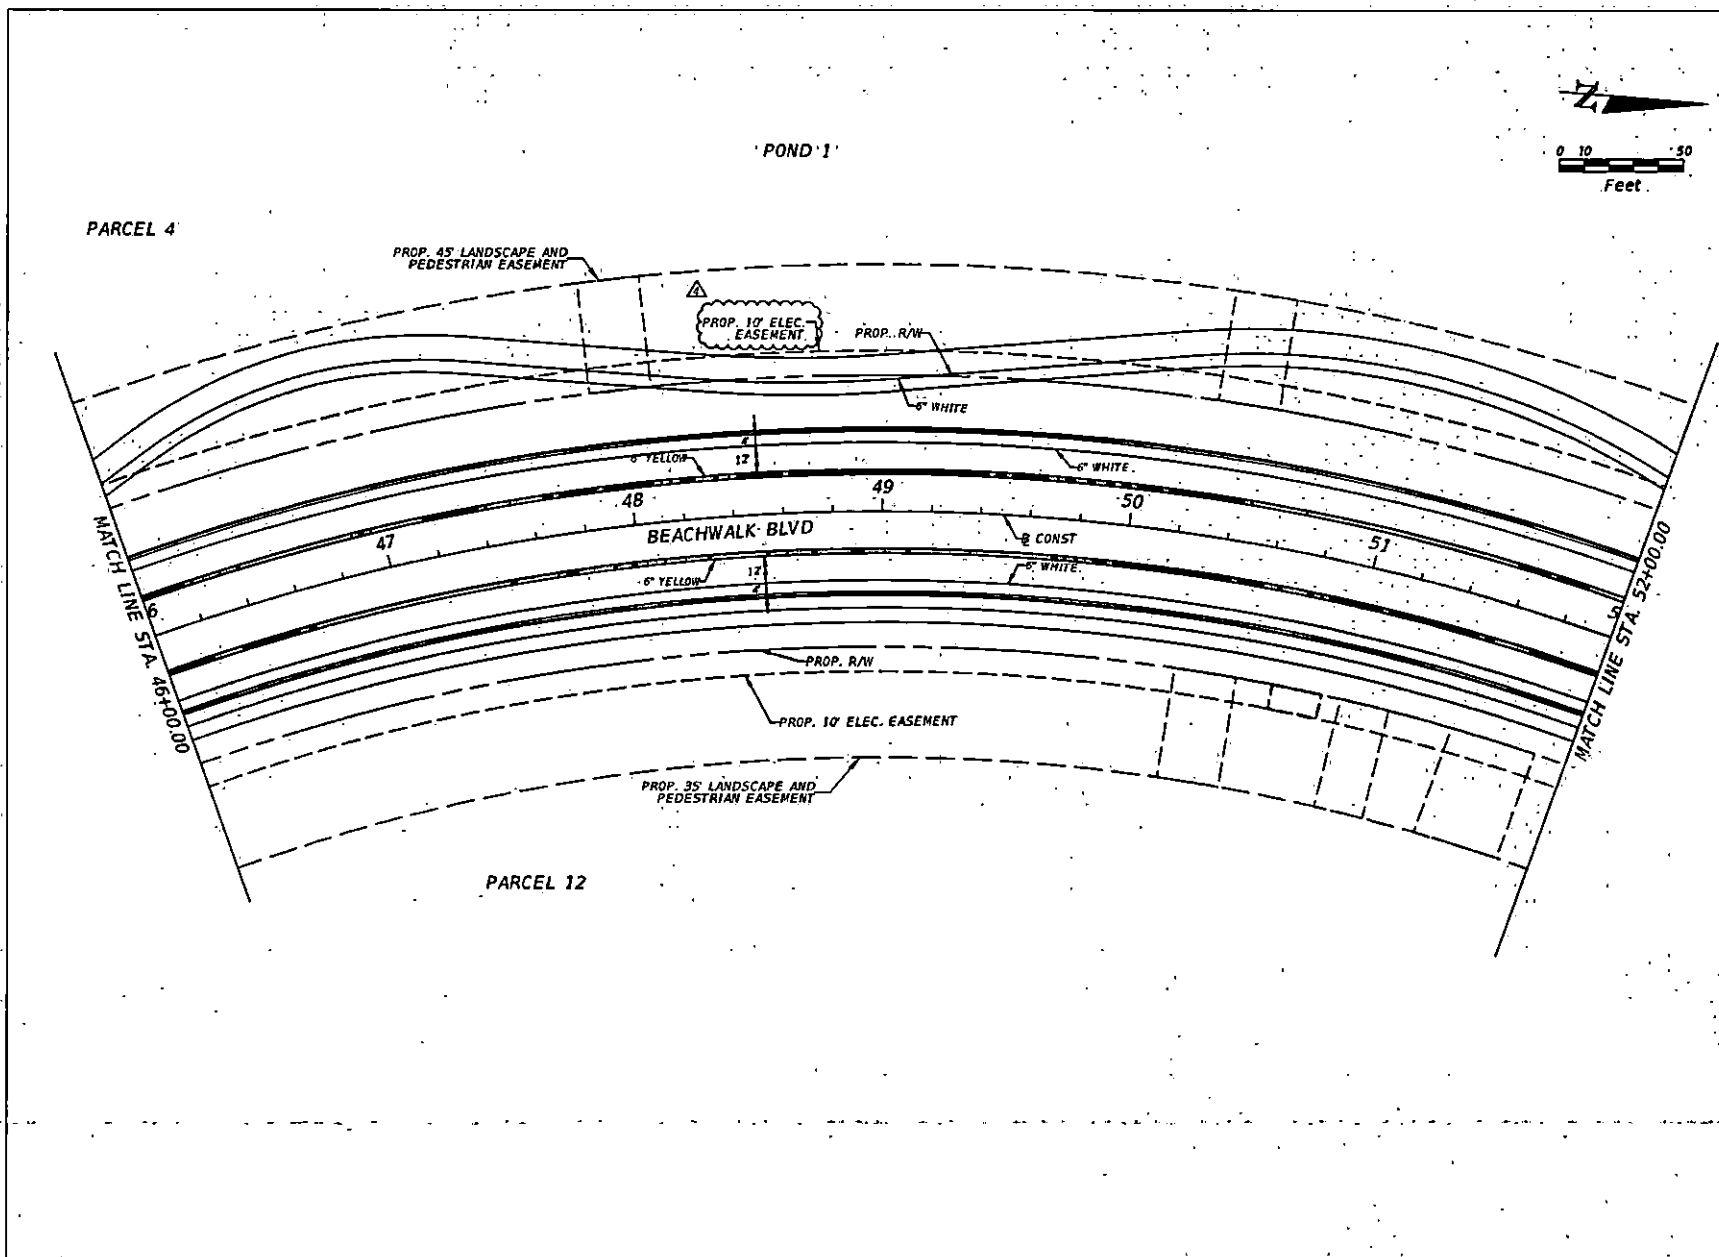 N
0 10 50
Feet
POND 1
PARCEL 4
PROP. 45' LANDSCAPE AND
PEDESTRIAN EASEMENT
4
PROP. 10' ELEC.
EASEMENT
PROP. R/W
6" WHITE
4'
12'
6" YELLOW
6" WHITE
47
48
49
50
51
BEACHWALK BLVD
B CONST
6" YELLOW
12'
4'
6" WHITE
MATCH LINE STA. 46+00.00
MATCH LINE STA. 52+00.00
PROP. R/W
PROP. 10' ELEC. EASEMENT
PROP. 35' LANDSCAPE AND
PEDESTRIAN EASEMENT
PARCEL 12